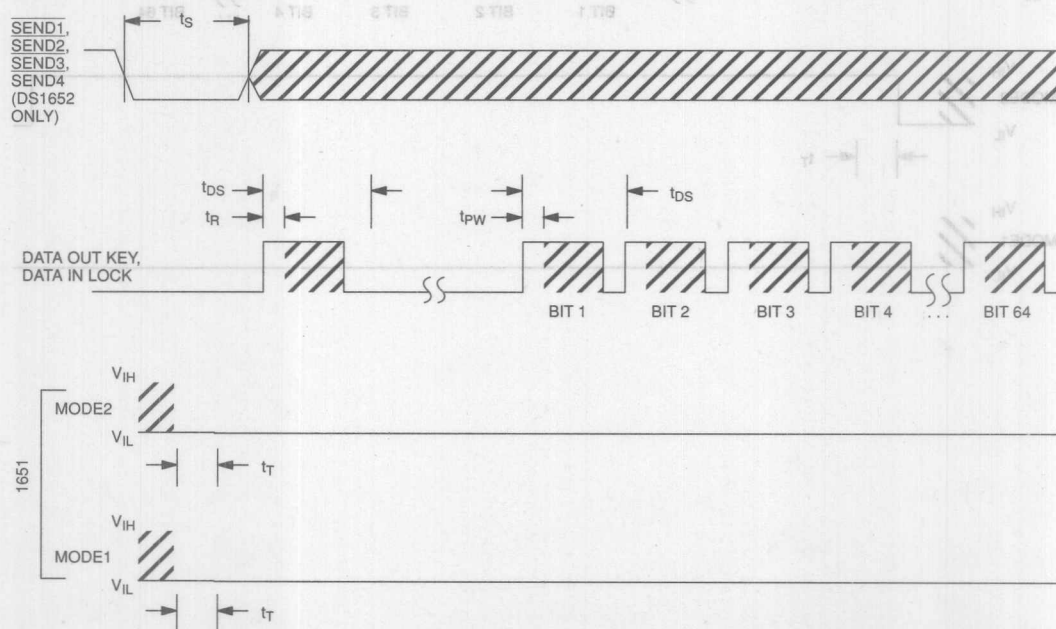 SEND1,
SEND2,
SEND3,
SEND4
(DS1652
ONLY)
tS
tDS
tR
tPW
tDS
DATA OUT KEY,
DATA IN LOCK
BIT 1
BIT 2
BIT 3
BIT 4
. . .
BIT 64
1651
VIH
MODE2
VIL
tT
VIH
MODE1
VIL
tT